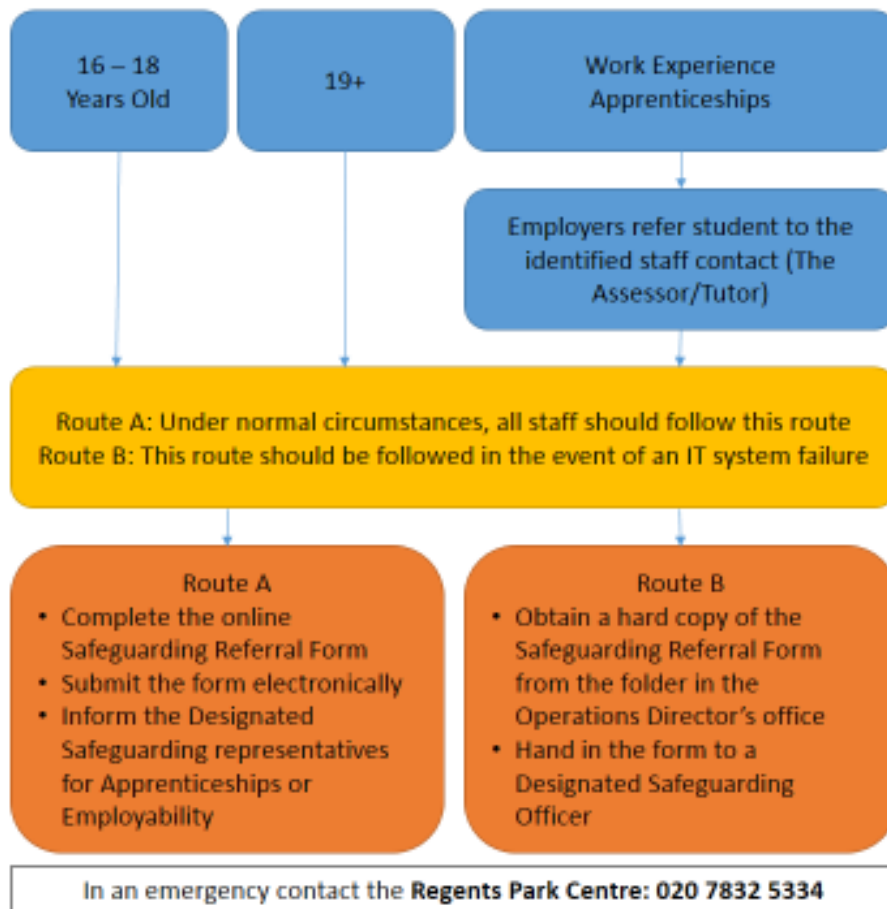 16 – 18
Years Old
19+
Work Experience
Apprenticeships
Employers refer student to the
identified staff contact (The
Assessor/Tutor)
Route A: Under normal circumstances, all staff should follow this route
Route B: This route should be followed in the event of an IT system failure
Route A
• Complete the online
Safeguarding Referral Form
• Submit the form electronically
• Inform the Designated
Safeguarding representatives
for Apprenticeships or
Employability
Route B
• Obtain a hard copy of the
Safeguarding Referral Form
from the folder in the
Operations Director's office
• Hand in the form to a
Designated Safeguarding
Officer
In an emergency contact the Regents Park Centre: 020 7832 5334